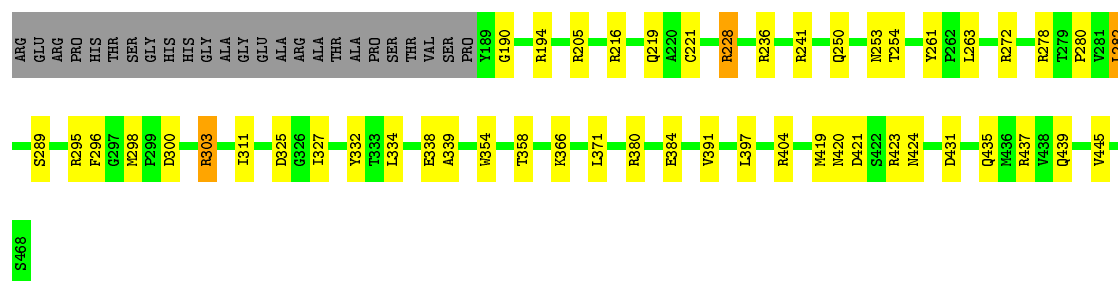 ARG GLU ARG PRO HIS THR SER GLY HIS HIS GLY ALA GLY GLU ALA ARG ALA THR ALA PRO SER THR VAL SER PRO Y189 G190 R194 R205 R216 Q219 A220 C221 R228 R236 R241 Q250 N253 T254 Y261 P262 L263 R272 R278 T279 P280 V281 L282
S289 R295 F296 G297 M298 P299 D300 R303 I311 D325 G326 I327 Y332 T333 L334 E338 A339 W354 T358 K366 L371 R380 E384 V391 L397 R404 M419 N420 D421 S422 R423 N424 D431 Q435 M436 R437 V438 Q439 V445
S468